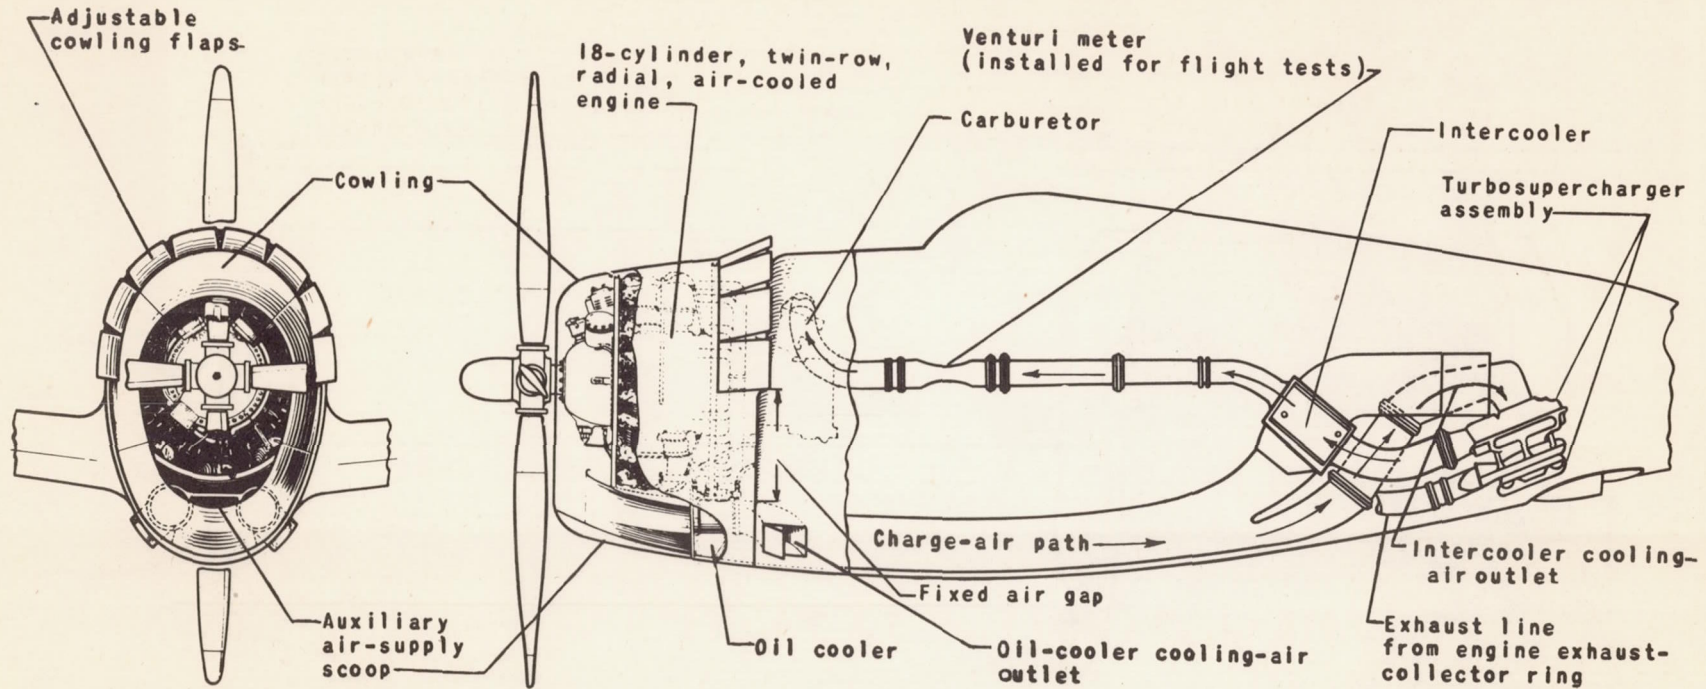 Adjustable
cowling flaps
18-cylinder, twin-row,
radial, air-cooled
engine
Venturi meter
(installed for flight tests)
Carburetor
Intercooler
Cowling
Turbosupercharger
assembly
Charge-air path
Intercooler cooling-
air outlet
Fixed air gap
Auxiliary
air-supply
scoop
Oil cooler
Oil-cooler cooling-air
outlet
Exhaust line
from engine exhaust-
collector ring